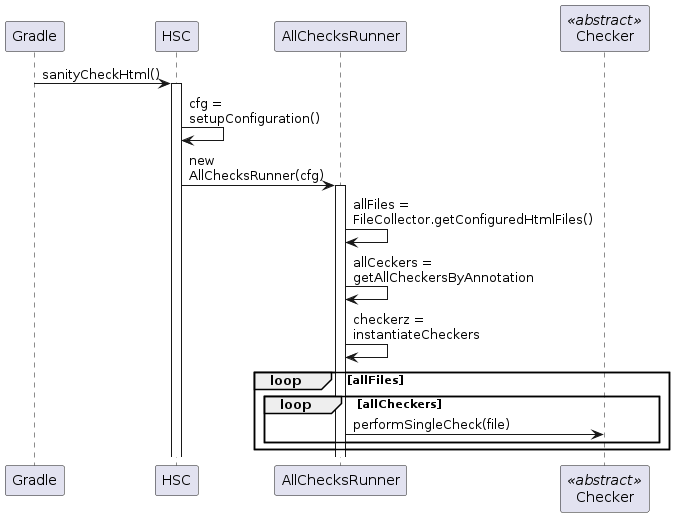 Gradle
HSC
AllChecksRunner
«abstract»
Checker
sanityCheckHtml()
cfg =
setupConfiguration()
new
AllChecksRunner(cfg)
allFiles =
FileCollector.getConfiguredHtmlFiles()
allCeckers =
getAllCheckersByAnnotation
checkerz =
instantiateCheckers
loop [allFiles]
loop [allCheckers]
performSingleCheck(file)
Gradle
HSC
AllChecksRunner
«abstract»
Checker